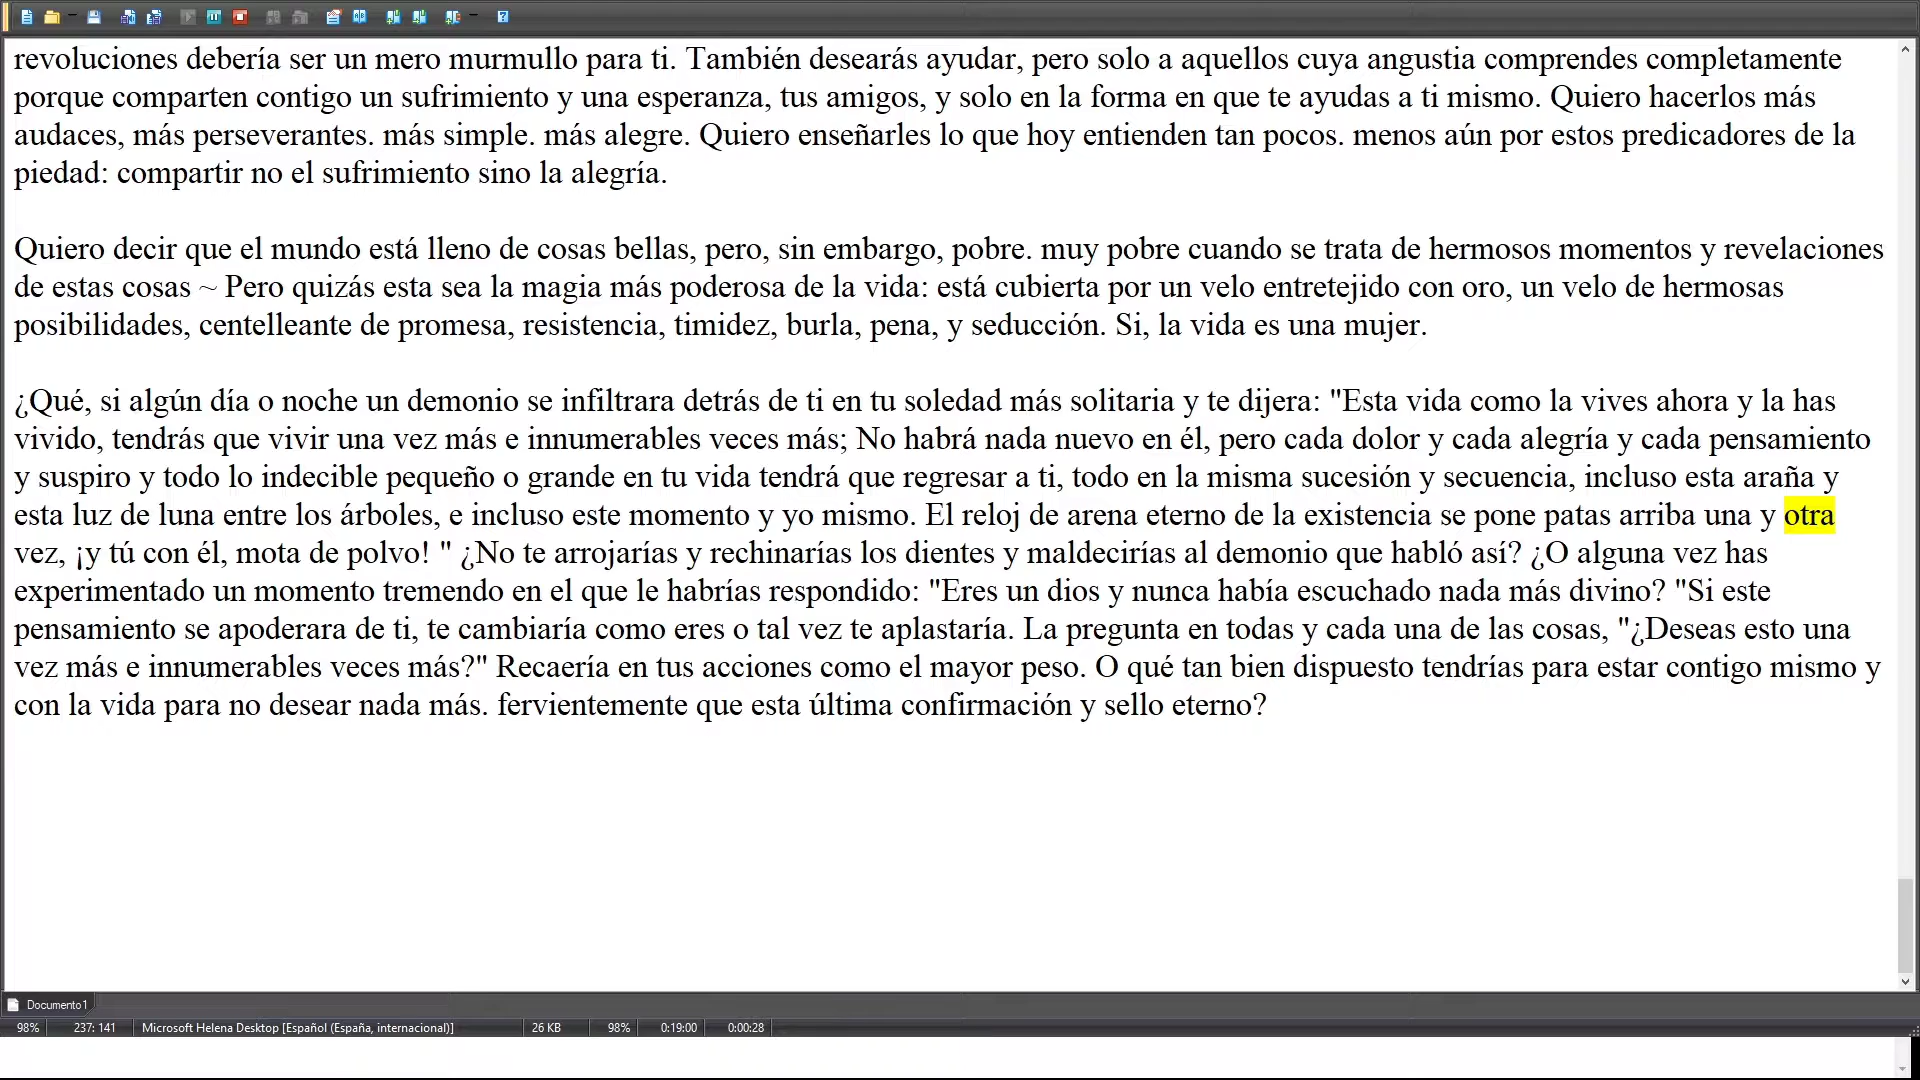 revoluciones debería ser un mero murmullo para ti. También desearás ayudar, pero solo a aquellos cuya angustia comprendes completamente
porque comparten contigo un sufrimiento y una esperanza, tus amigos, y solo en la forma en que te ayudas a ti mismo. Quiero hacerlos más
audaces, más perseverantes. más simple. más alegre. Quiero enseñarles lo que hoy entienden tan pocos. menos aún por estos predicadores de la
piedad: compartir no el sufrimiento sino la alegría.
Quiero decir que el mundo está lleno de cosas bellas, pero, sin embargo, pobre. muy pobre cuando se trata de hermosos momentos y revelaciones
de estas cosas ~ Pero quizás esta sea la magia más poderosa de la vida: está cubierta por un velo entretejido con oro, un velo de hermosas
posibilidades, centelleante de promesa, resistencia, timidez, burla, pena, y seducción. Si, la vida es una mujer.
¿Qué, si algún día o noche un demonio se infiltrara detrás de ti en tu soledad más solitaria y te dijera: "Esta vida como la vives ahora y la has
vivido, tendrás que vivir una vez más e innumerables veces más; No habrá nada nuevo en él, pero cada dolor y cada alegría y cada pensamiento
y suspiro y todo lo indecible pequeño o grande en tu vida tendrá que regresar a ti, todo en la misma sucesión y secuencia, incluso esta araña y
esta luz de luna entre los árboles, e incluso este momento y yo mismo. El reloj de arena eterno de la existencia se pone patas arriba una y otra
vez, ¡y tú con él, mota de polvo! " ¿No te arrojarías y rechinarías los dientes y maldecirías al demonio que habló así? ¿O alguna vez has
experimentado un momento tremendo en el que le habrías respondido: "Eres un dios y nunca había escuchado nada más divino? "Si este
pensamiento se apoderara de ti, te cambiaría como eres o tal vez te aplastaría. La pregunta en todas y cada una de las cosas, "¿Deseas esto una
vez más e innumerables veces más?" Recaería en tus acciones como el mayor peso. O qué tan bien dispuesto tendrías para estar contigo mismo y
con la vida para no desear nada más. fervientemente que esta última confirmación y sello eterno?
Documento1
98% 237: 141 Microsoft Helena Desktop [Español (España, internacional)] 26 KB 98% 0:19:00 0:00:28